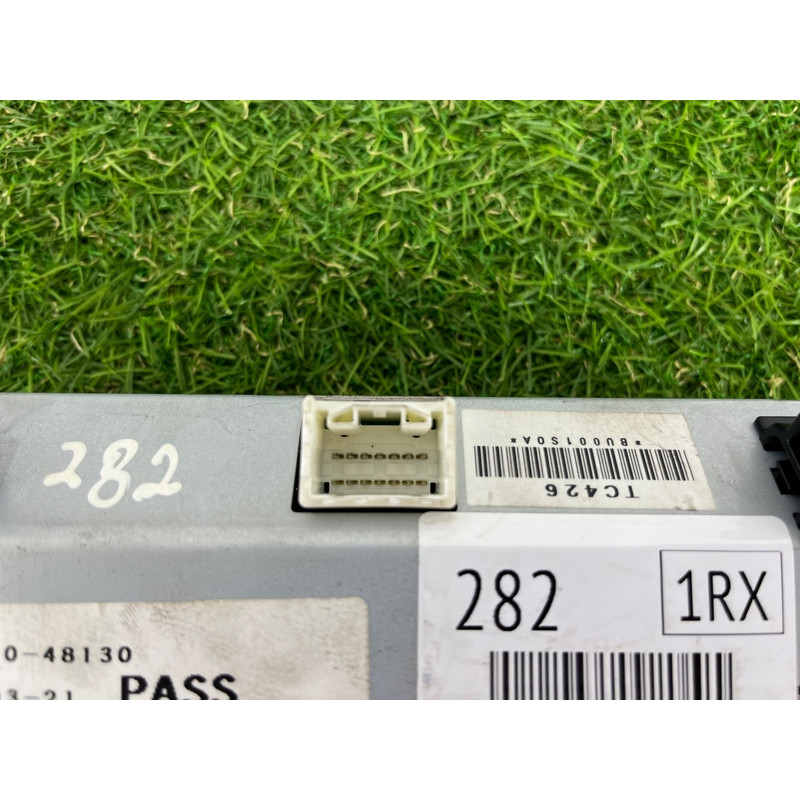 282
*BU001S0A*
TC426
282
1RX
0-48130
PASS